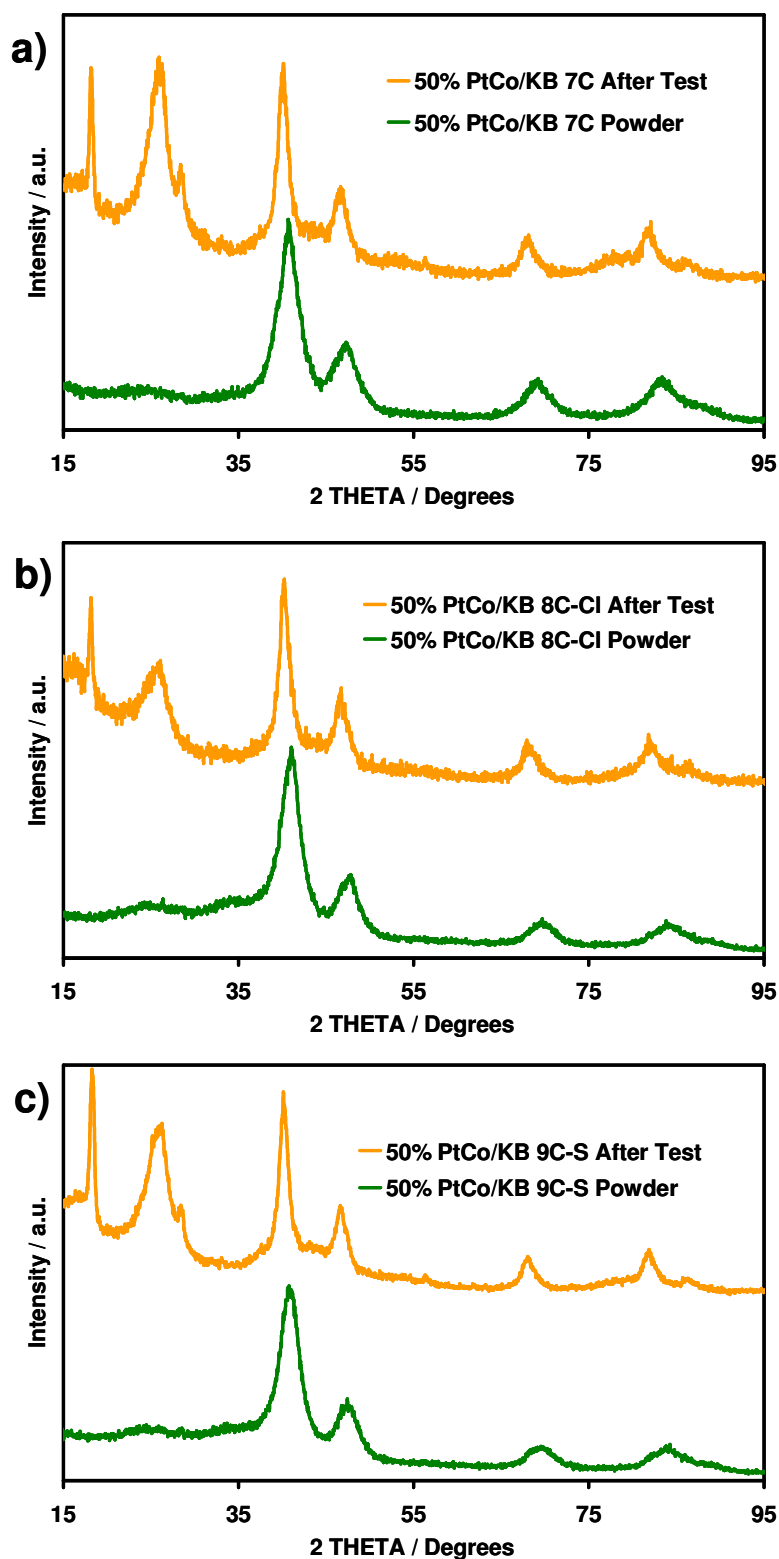 a)
50% PtCo/KB 7C After Test
50% PtCo/KB 7C Powder
Intensity / a.u.
15 35 55 75 95
2 THETA / Degrees
b)
50% PtCo/KB 8C-Cl After Test
50% PtCo/KB 8C-Cl Powder
Intensity / a.u.
15 35 55 75 95
2 THETA / Degrees
c)
50% PtCo/KB 9C-S After Test
50% PtCo/KB 9C-S Powder
Intensity / a.u.
15 35 55 75 95
2 THETA / Degrees